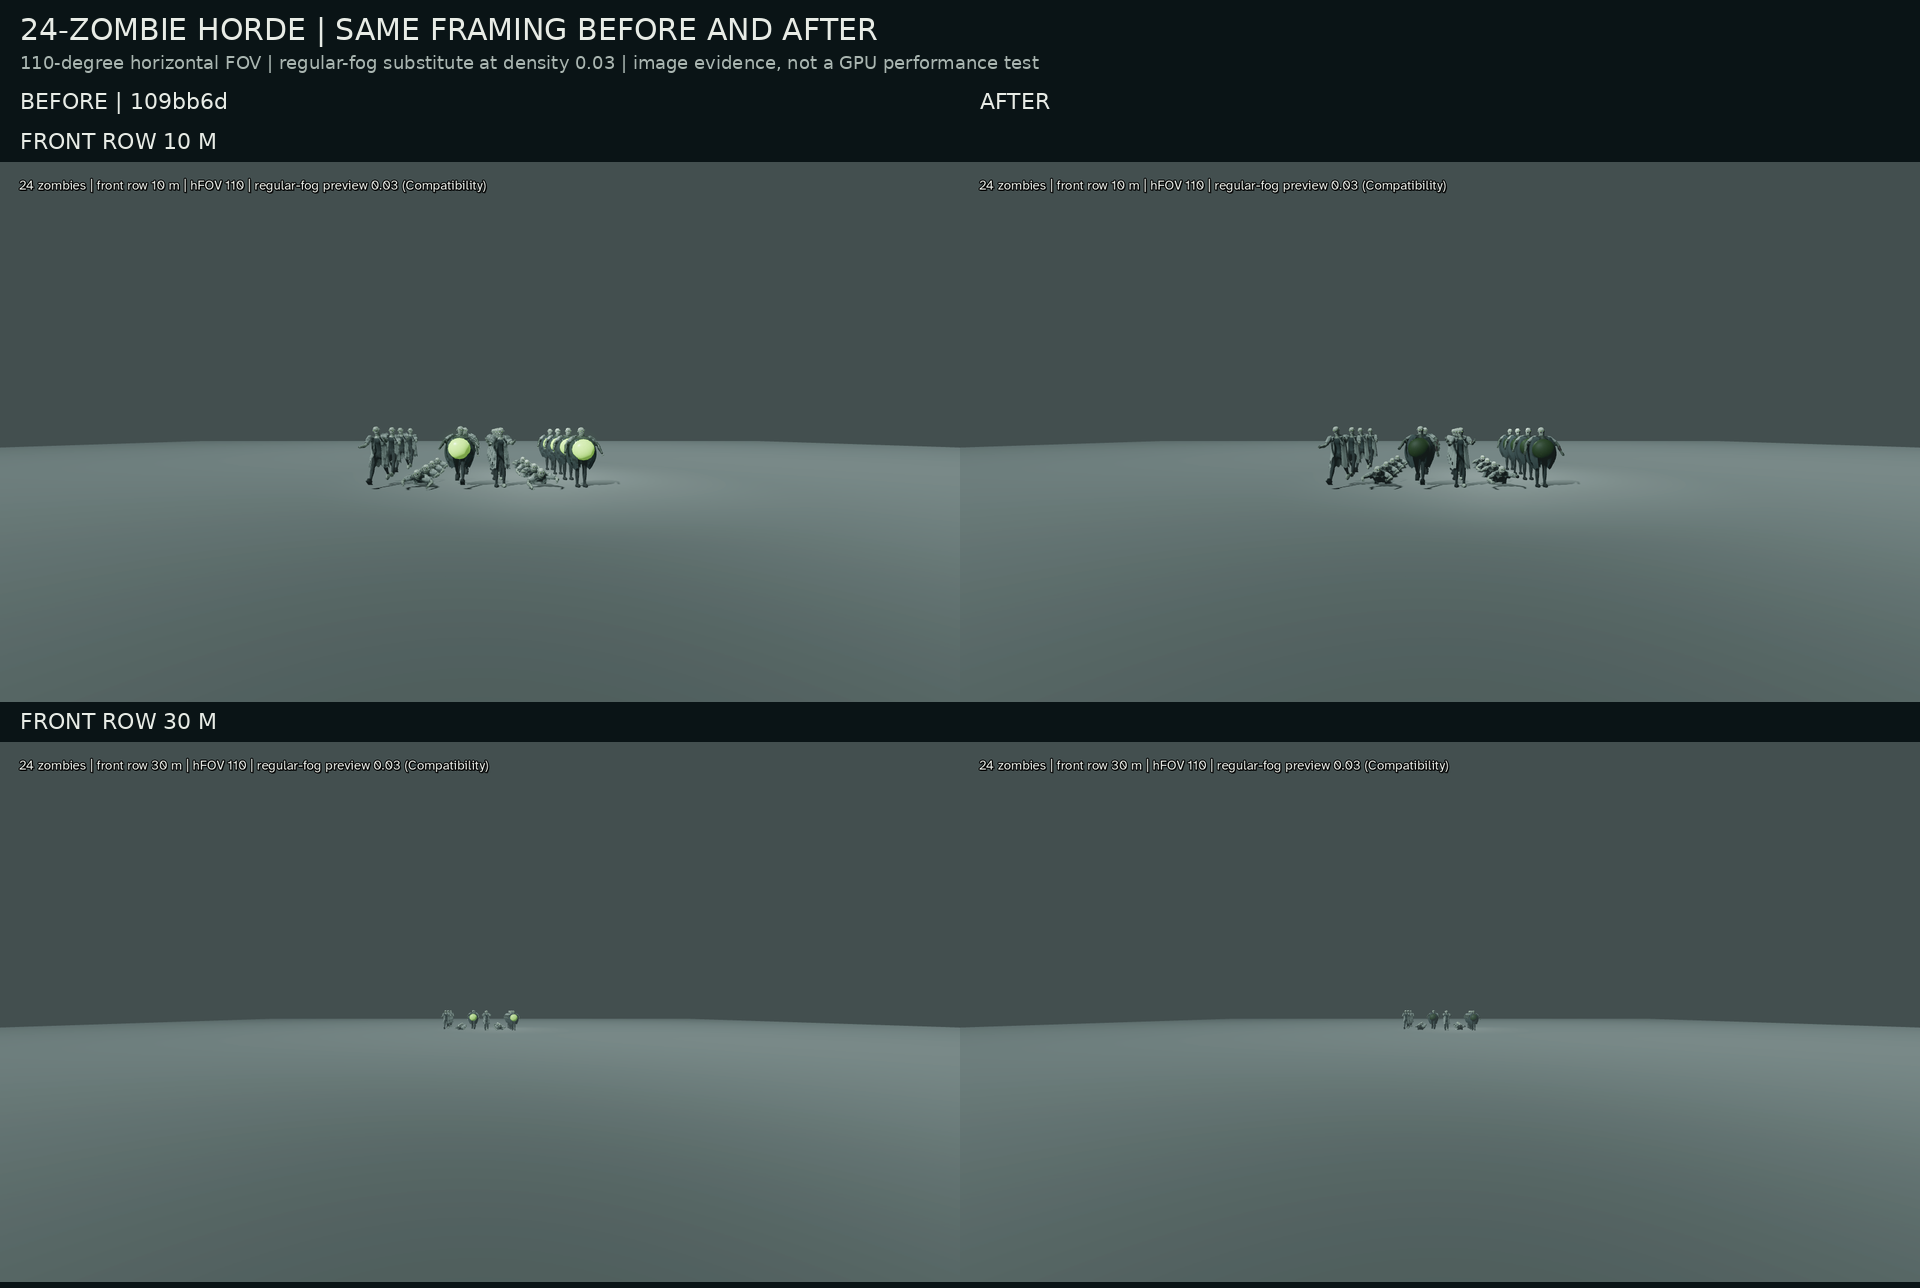 24-ZOMBIE HORDE | SAME FRAMING BEFORE AND AFTER
110-degree horizontal FOV | regular-fog substitute at density 0.03 | image evidence, not a GPU performance test
BEFORE | 109bb6d
AFTER
FRONT ROW 10 M
24 zombies | front row 10 m | hFOV 110 | regular-fog preview 0.03 (Compatibility)
24 zombies | front row 10 m | hFOV 110 | regular-fog preview 0.03 (Compatibility)
FRONT ROW 30 M
24 zombies | front row 30 m | hFOV 110 | regular-fog preview 0.03 (Compatibility)
24 zombies | front row 30 m | hFOV 110 | regular-fog preview 0.03 (Compatibility)